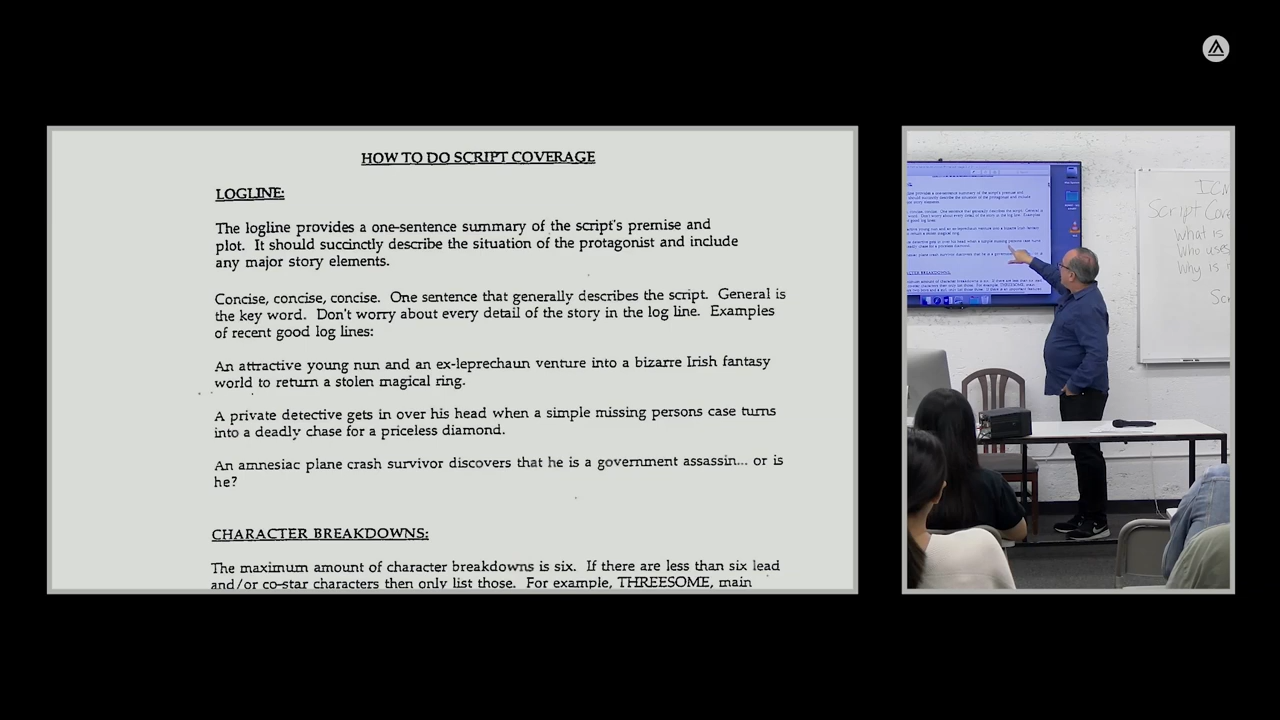 HOW TO DO SCRIPT COVERAGE
LOGLINE:
The logline provides a one-sentence summary of the script's premise and
plot. It should succinctly describe the situation of the protagonist and include
any major story elements.
Concise, concise, concise. One sentence that generally describes the script. General is
the key word. Don't worry about every detail of the story in the log line. Examples
of recent good log lines:
An attractive young nun and an ex-leprechaun venture into a bizarre Irish fantasy
world to return a stolen magical ring.
A private detective gets in over his head when a simple missing persons case turns
into a deadly chase for a priceless diamond.
An amnesiac plane crash survivor discovers that he is a government assassin... or is
he?
CHARACTER BREAKDOWNS:
The maximum amount of character breakdowns is six. If there are less than six lead
and/or co-star characters then only list those. For example, THREESOME, main
ICM
Script Cove
What is
Who uses
Why is
Sc